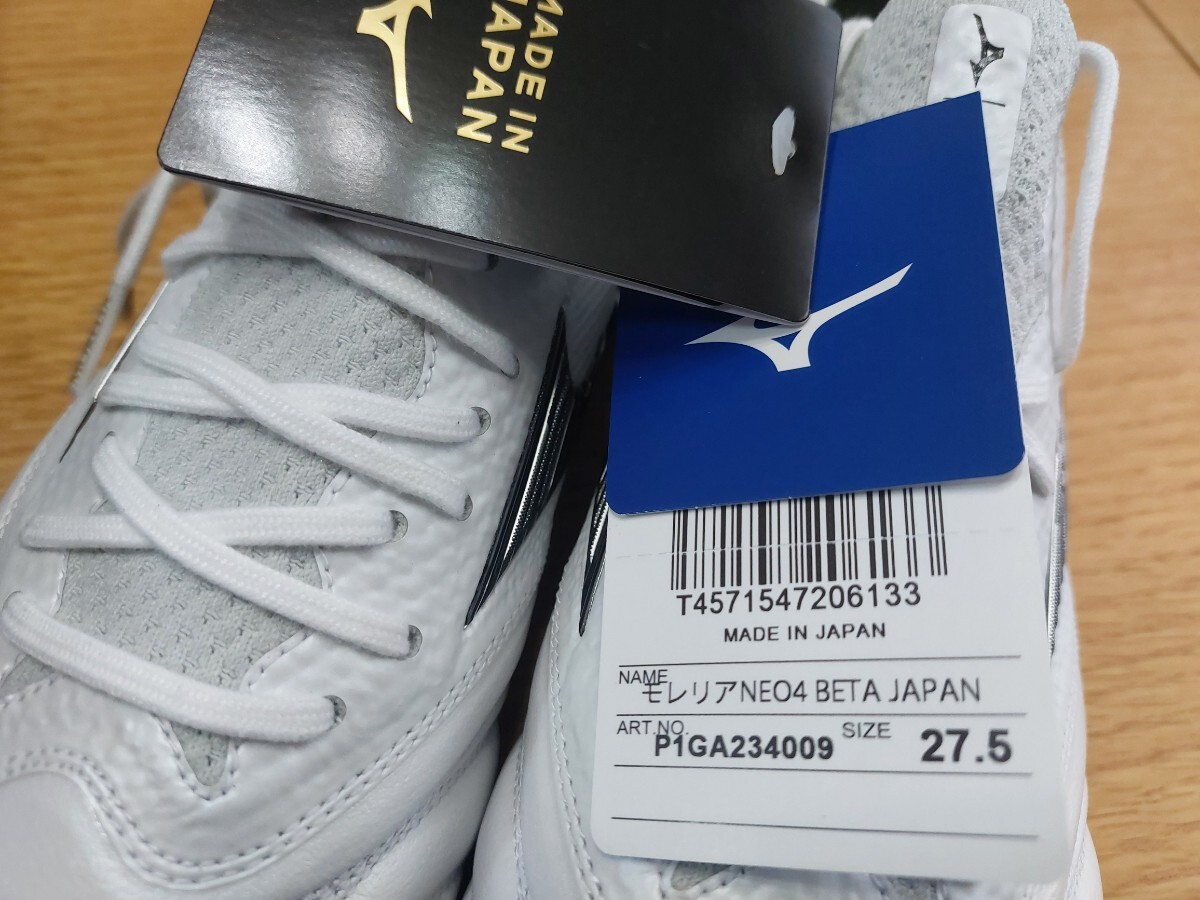 MADE IN
JAPAN
T4571547206133
MADE IN JAPAN
NAME
モレリアNEO4 BETA JAPAN
ART.NO.
P1GA234009
SIZE
27.5